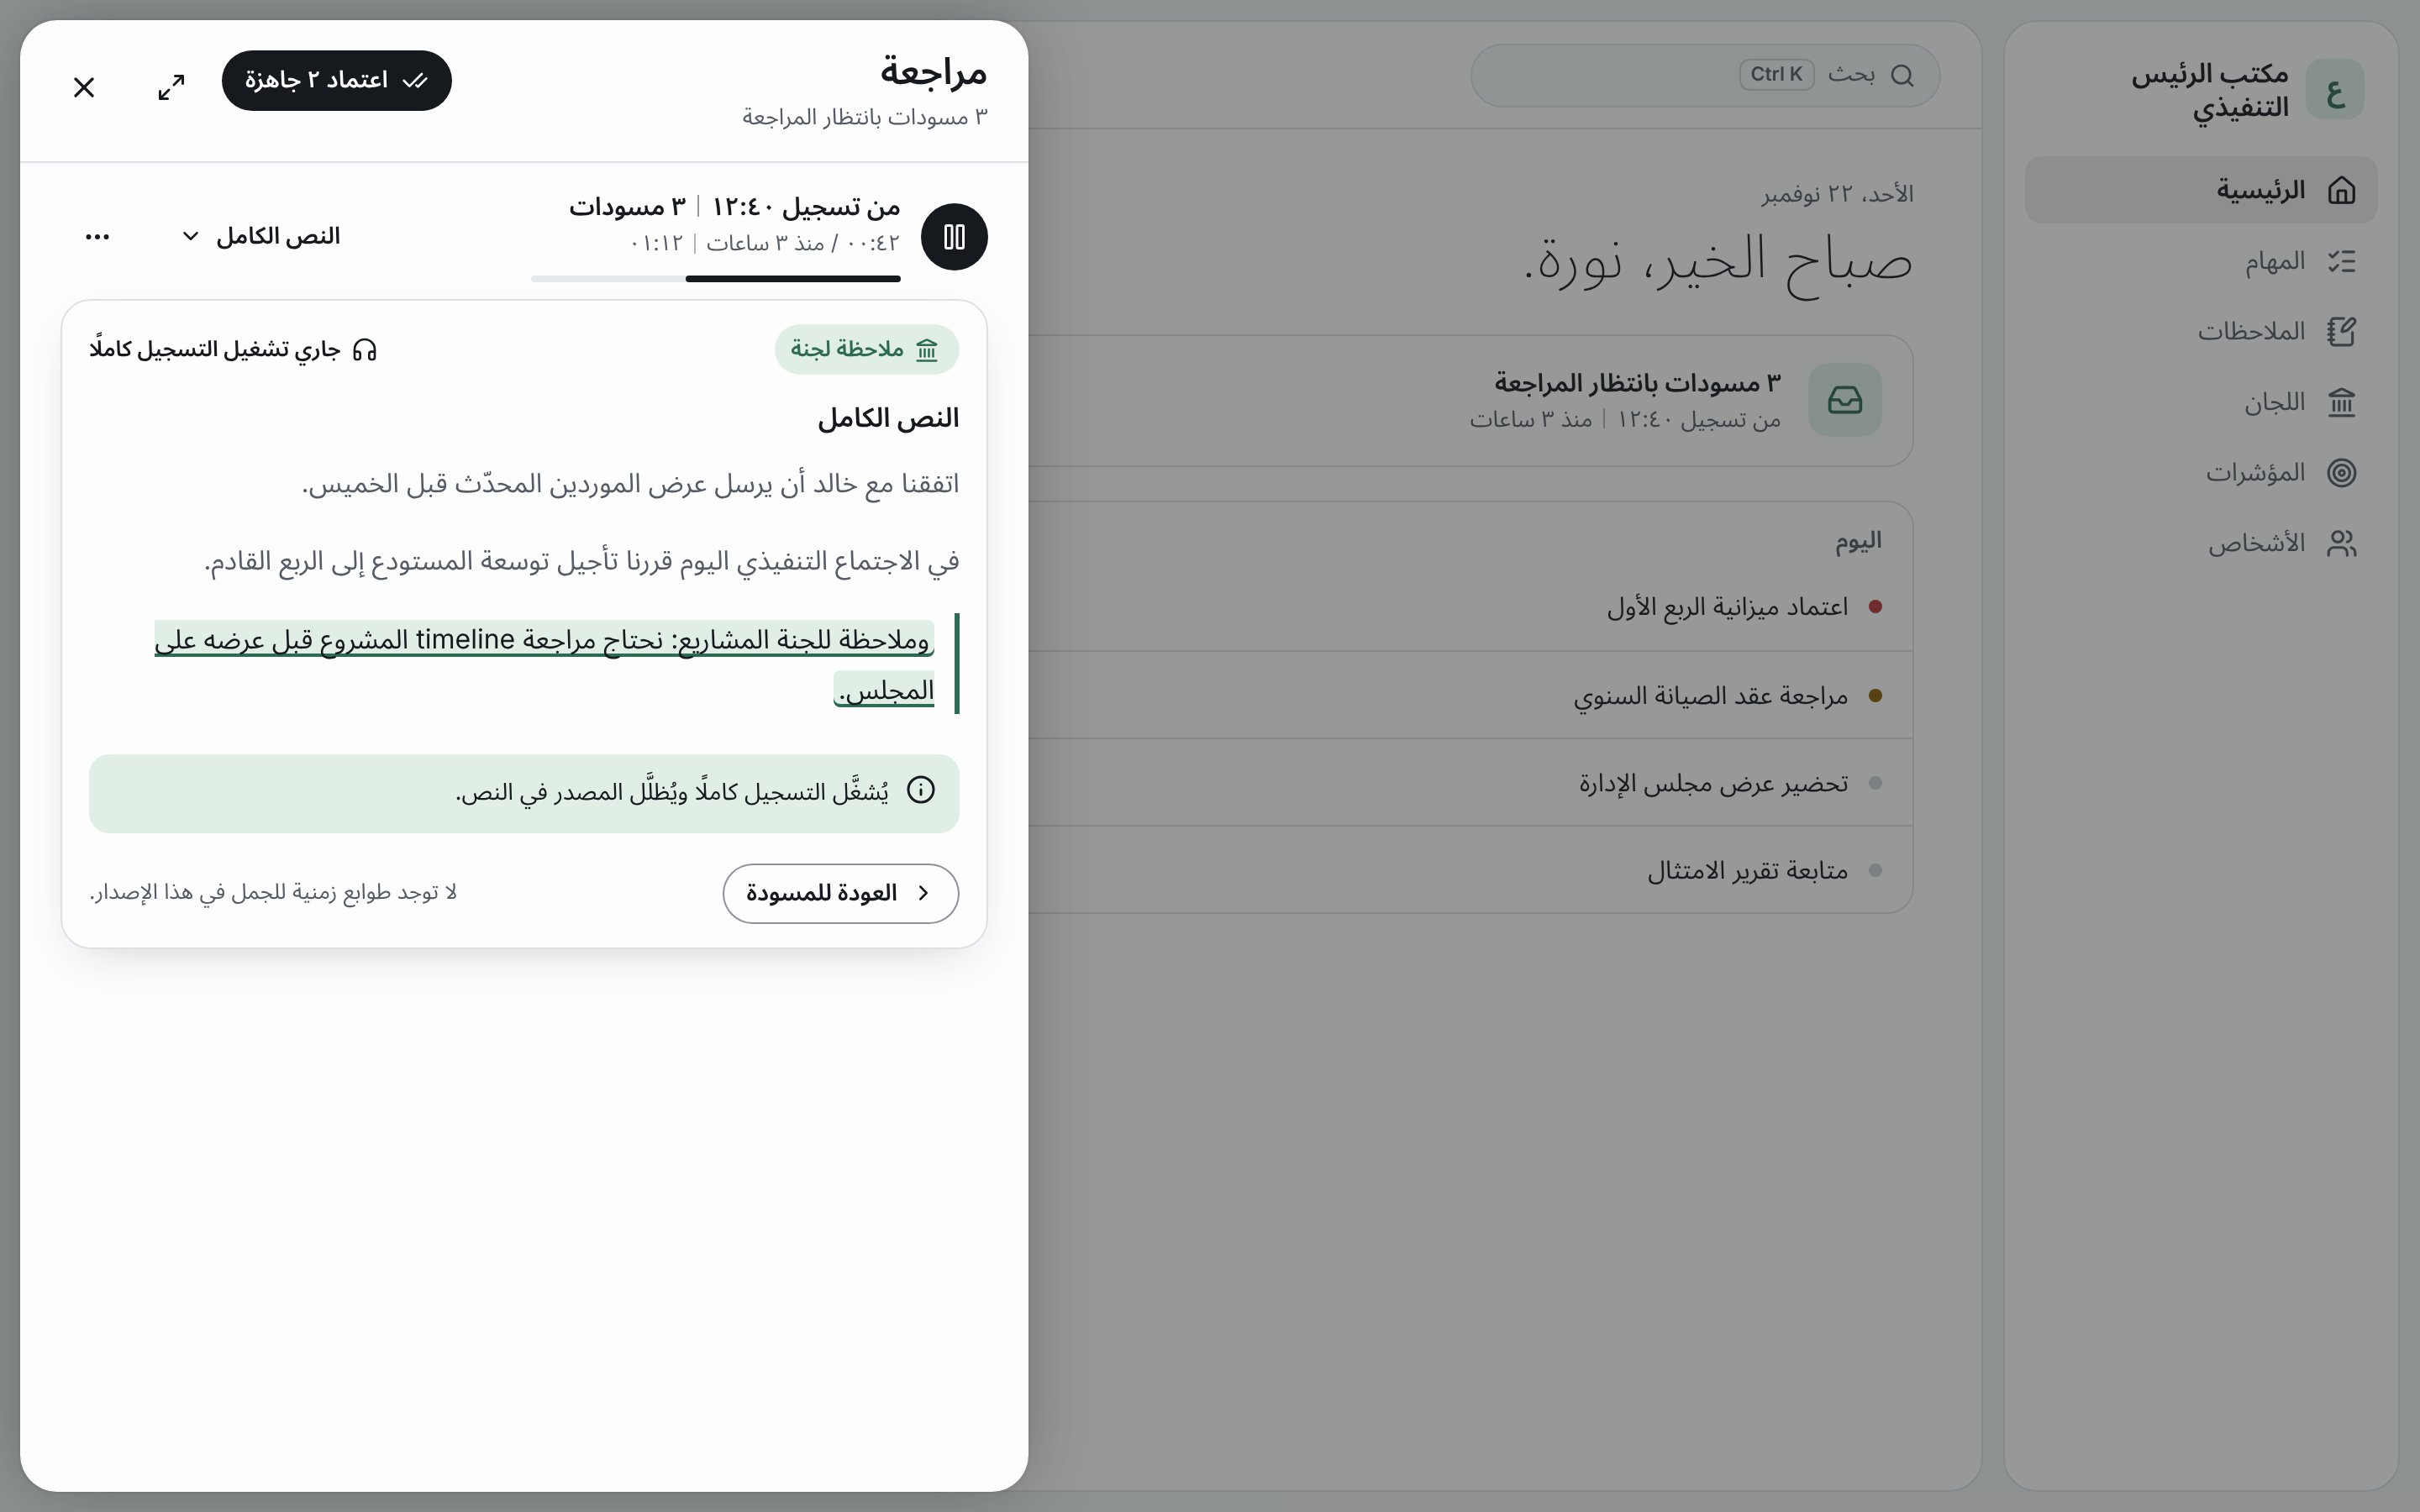 ع
مكتب الرئيس
التنفيذي
الرئيسية
المهام
الملاحظات
اللجان
المؤشرات
الأشخاص
بحث Ctrl K
الأحد، ٢٢ نوفمبر
صباح الخير، نورة.
٣ مسودات بانتظار المراجعة
من تسجيل ١٢:٤٠ | منذ ٣ ساعات
اليوم
اعتماد ميزانية الربع الأول
مراجعة عقد الصيانة السنوي
تحضير عرض مجلس الإدارة
متابعة تقرير الامتثال
مراجعة
٣ مسودات بانتظار المراجعة
اعتماد ٢ جاهزة
من تسجيل ١٢:٤٠ | ٣ مسودات
٠٠:٤٢ / منذ ٣ ساعات | ٠١:١٢
النص الكامل
ملاحظة لجنة
جاري تشغيل التسجيل كاملًا
النص الكامل
اتفقنا مع خالد أن يرسل عرض الموردين المحدّث قبل الخميس.
في الاجتماع التنفيذي اليوم قررنا تأجيل توسعة المستودع إلى الربع القادم.
وملاحظة للجنة المشاريع: نحتاج مراجعة timeline المشروع قبل عرضه على
المجلس.
يُشغَّل التسجيل كاملًا ويُظلَّل المصدر في النص.
العودة للمسودة
لا توجد طوابع زمنية للجمل في هذا الإصدار.